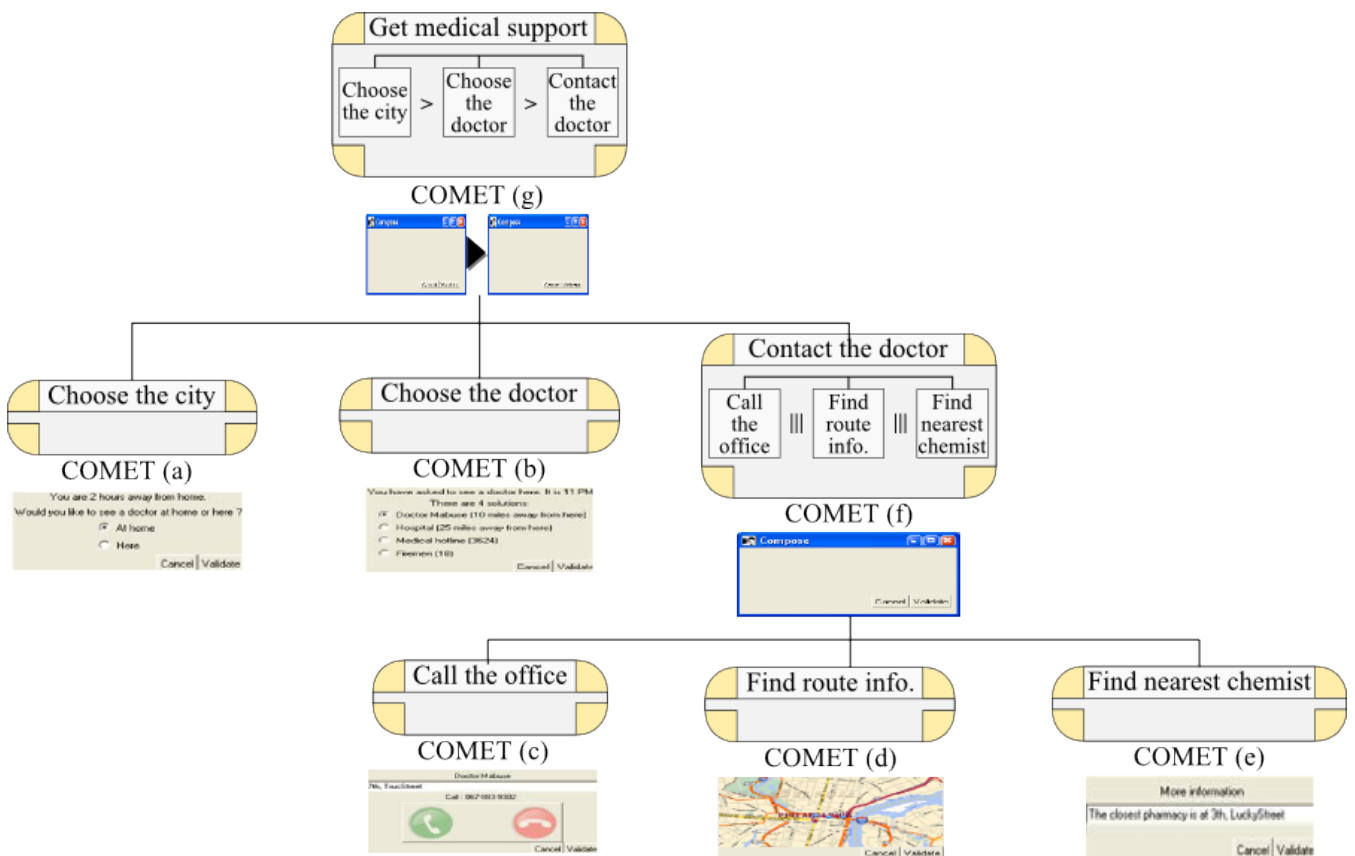 Get medical support
Choose
the city
>
Choose
the
doctor
>
Contact
the
doctor
COMET (g)
Compose
Compose
Contact the doctor
Call
the
office
|||
Find
route
info.
|||
Find
nearest
chemist
COMET (f)
Compose
Cancel Validate
Choose the city
COMET (a)
You are 2 hours away from home.
Would you like to see a doctor at home or here ?
At home
Here
Cancel Validate
Choose the doctor
COMET (b)
You have asked to see a doctor here. It is 11 PM
There are 4 solutions:
Doctor Mabuse (10 miles away from here)
Hospital (25 miles away from here)
Medical hotline (3624)
Firemen (18)
Cancel Validate
Call the office
COMET (c)
Doctor Mabuse
Cancel Validate
Find route info.
COMET (d)
PHILADELPHIA
Cancel Validate
Find nearest chemist
COMET (e)
More information
The closest pharmacy is at 3th, LuckyStreet
Cancel Validate